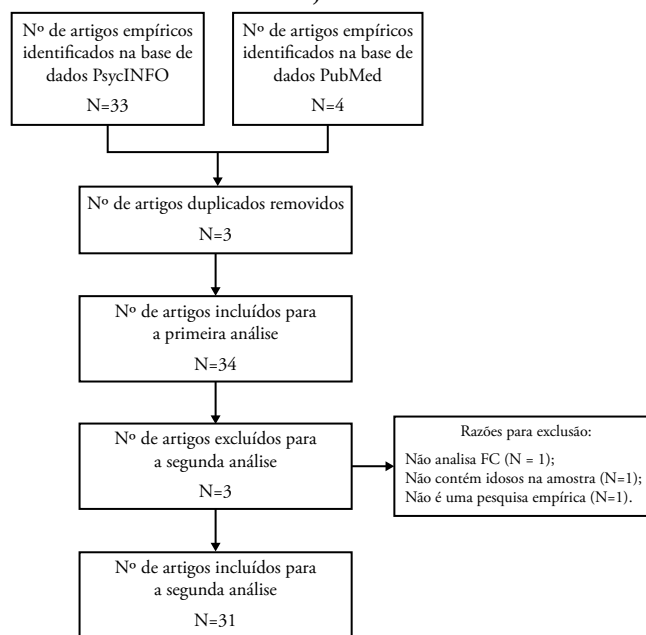 Nº de artigos empíricos
identificados na base de
dados PsycINFO
N=33
Nº de artigos empíricos
identificados na base de
dados PubMed
N=4
Nº de artigos duplicados removidos
N=3
Nº de artigos incluídos para
a primeira análise
N=34
Nº de artigos excluídos para
a segunda análise
N=3
Razões para exclusão:
Não analisa FC (N = 1);
Não contém idosos na amostra (N=1);
Não é uma pesquisa empírica (N=1).
Nº de artigos incluídos para
a segunda análise
N=31